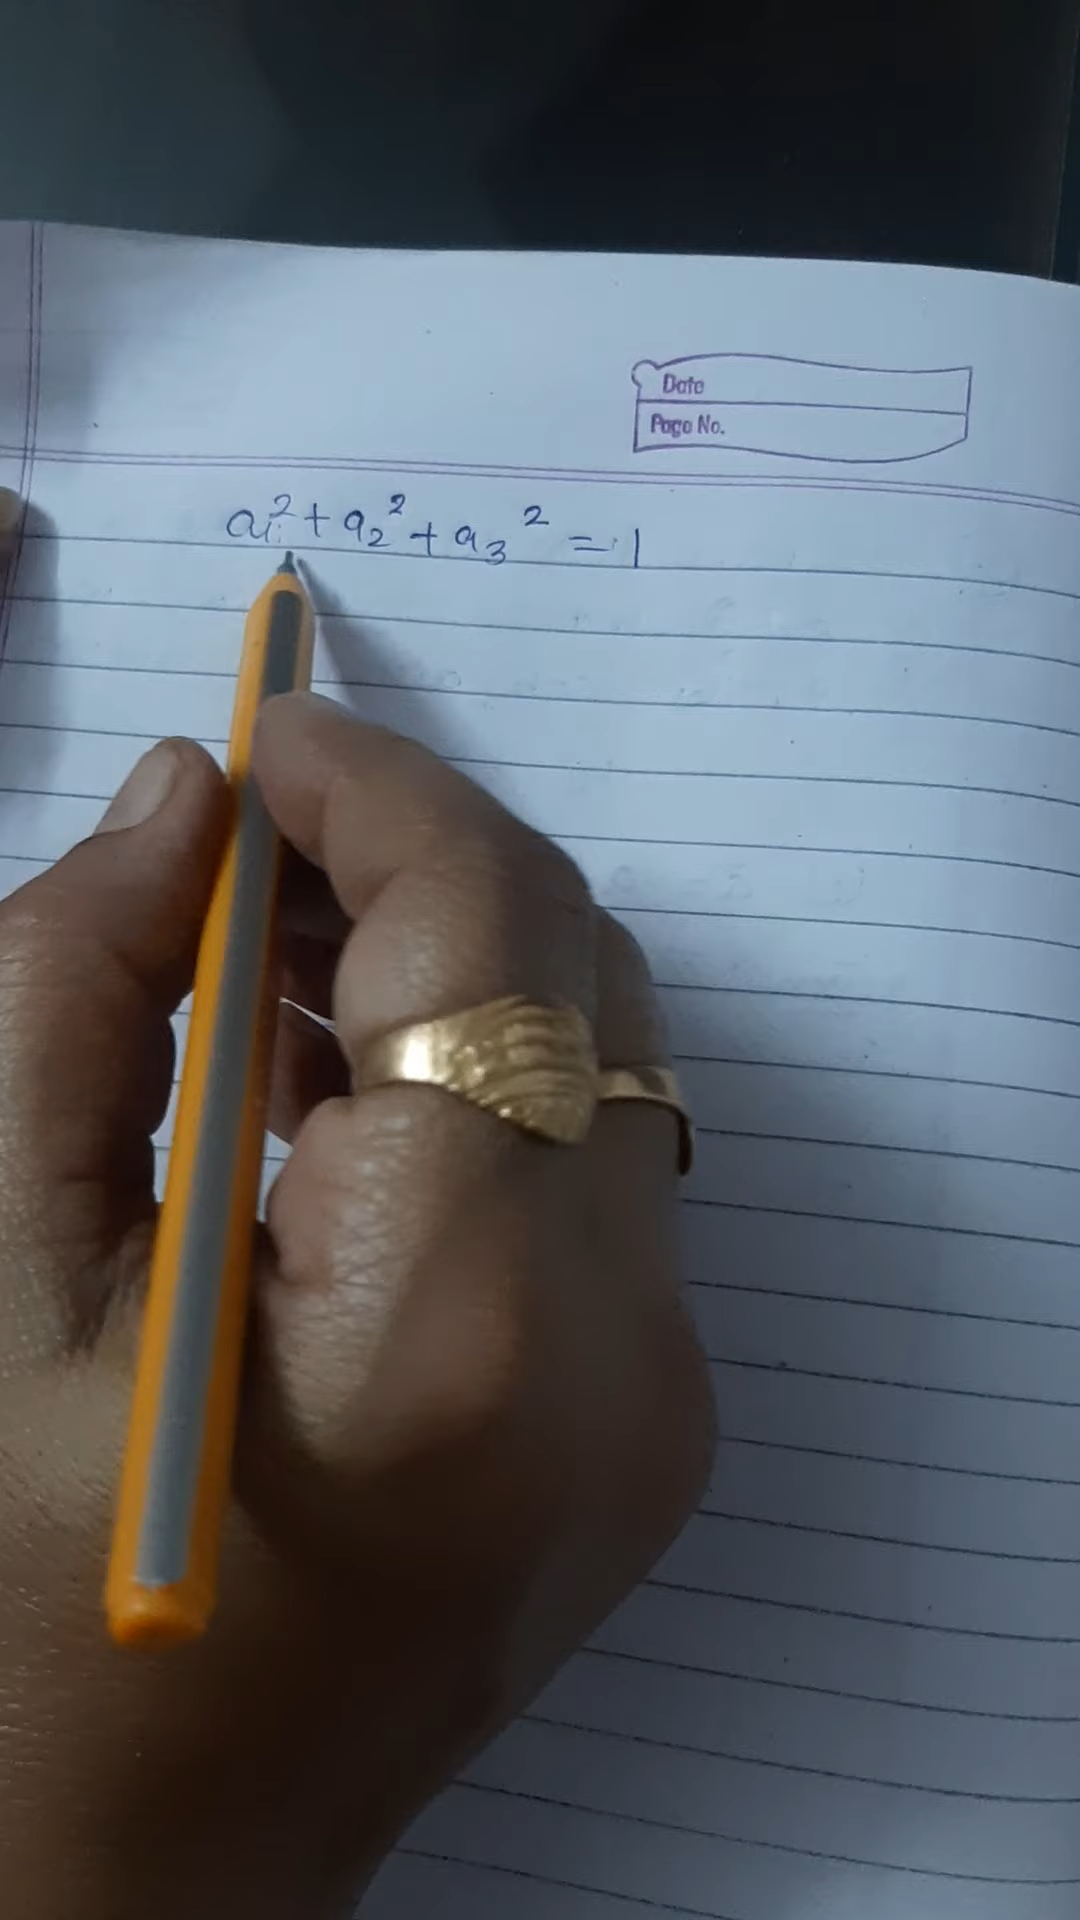 Date
Page No.
a₁² + a₂² + a₃² = 1